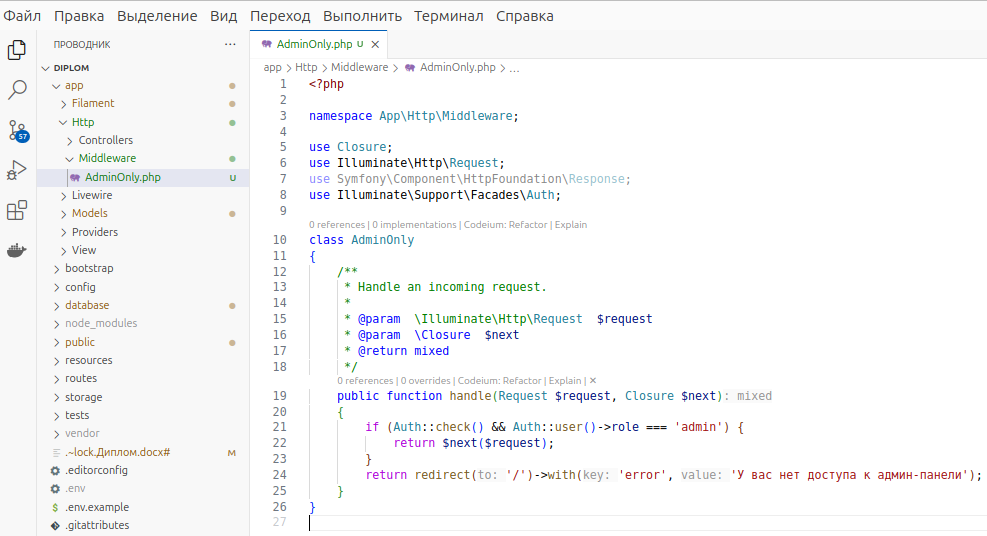 Файл Правка Выделение Вид Переход Выполнить Терминал Справка
ПРОВОДНИК ...
DIPLOM
app
Filament
Http
Controllers
Middleware
AdminOnly.php U
Livewire
Models
Providers
View
bootstrap
config
database
node_modules
public
resources
routes
storage
tests
vendor
.~lock.Диплом.docx# M
.editorconfig
.env
$ .env.example
.gitattributes
57
AdminOnly.php U ×
app > Http > Middleware > AdminOnly.php > ...
1 <?php
2
3 namespace App\Http\Middleware;
4
5 use Closure;
6 use Illuminate\Http\Request;
7 use Symfony\Component\HttpFoundation\Response;
8 use Illuminate\Support\Facades\Auth;
9
0 references | 0 implementations | Codeium: Refactor | Explain
10 class AdminOnly
11 {
12 /**
13 * Handle an incoming request.
14 *
15 * @param \Illuminate\Http\Request $request
16 * @param \Closure $next
17 * @return mixed
18 */
0 references | 0 overrides | Codeium: Refactor | Explain | ×
19 public function handle(Request $request, Closure $next): mixed
20 {
21 if (Auth::check() && Auth::user()->role === 'admin') {
22 return $next($request);
23 }
24 return redirect(to: '/')->with(key: 'error', value: 'У вас нет доступа к админ-панели');
25 }
26 }
27